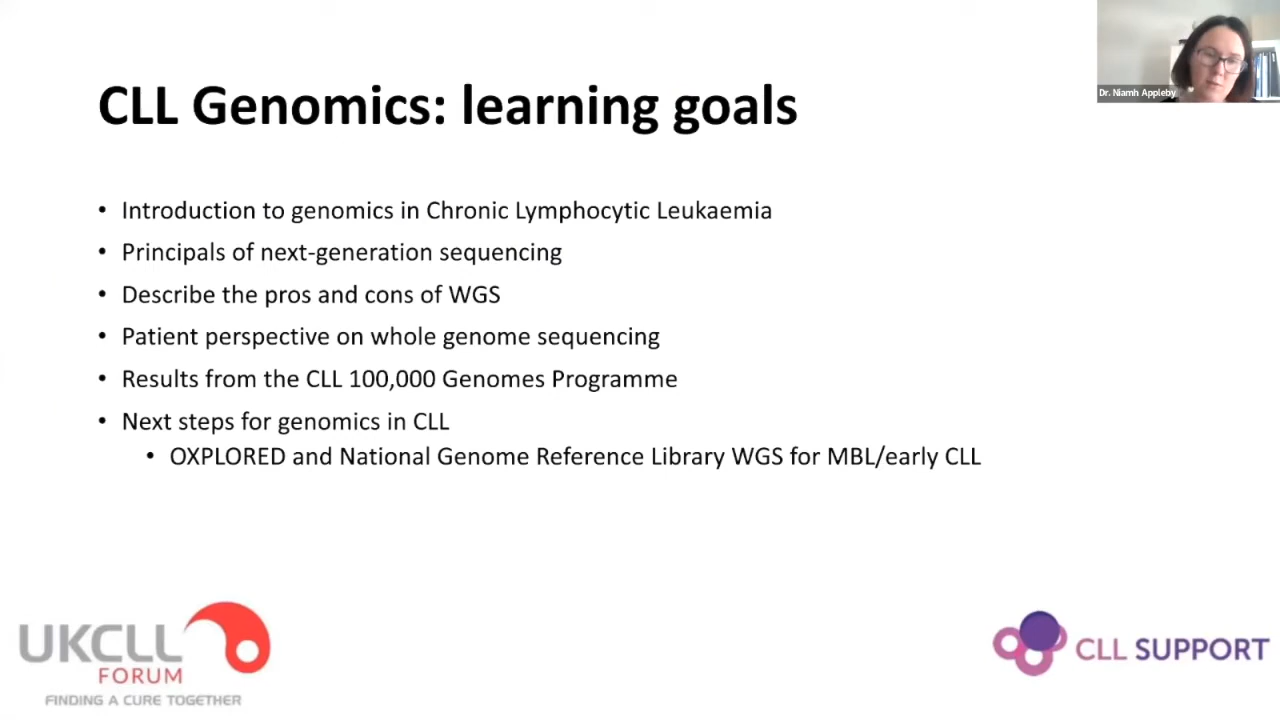 CLL Genomics: learning goals
Dr. Niamh Appleby
• Introduction to genomics in Chronic Lymphocytic Leukaemia
• Principals of next-generation sequencing
• Describe the pros and cons of WGS
• Patient perspective on whole genome sequencing
• Results from the CLL 100,000 Genomes Programme
• Next steps for genomics in CLL
• OXPLORED and National Genome Reference Library WGS for MBL/early CLL
UKCLL
FORUM
FINDING A CURE TOGETHER
CLL SUPPORT